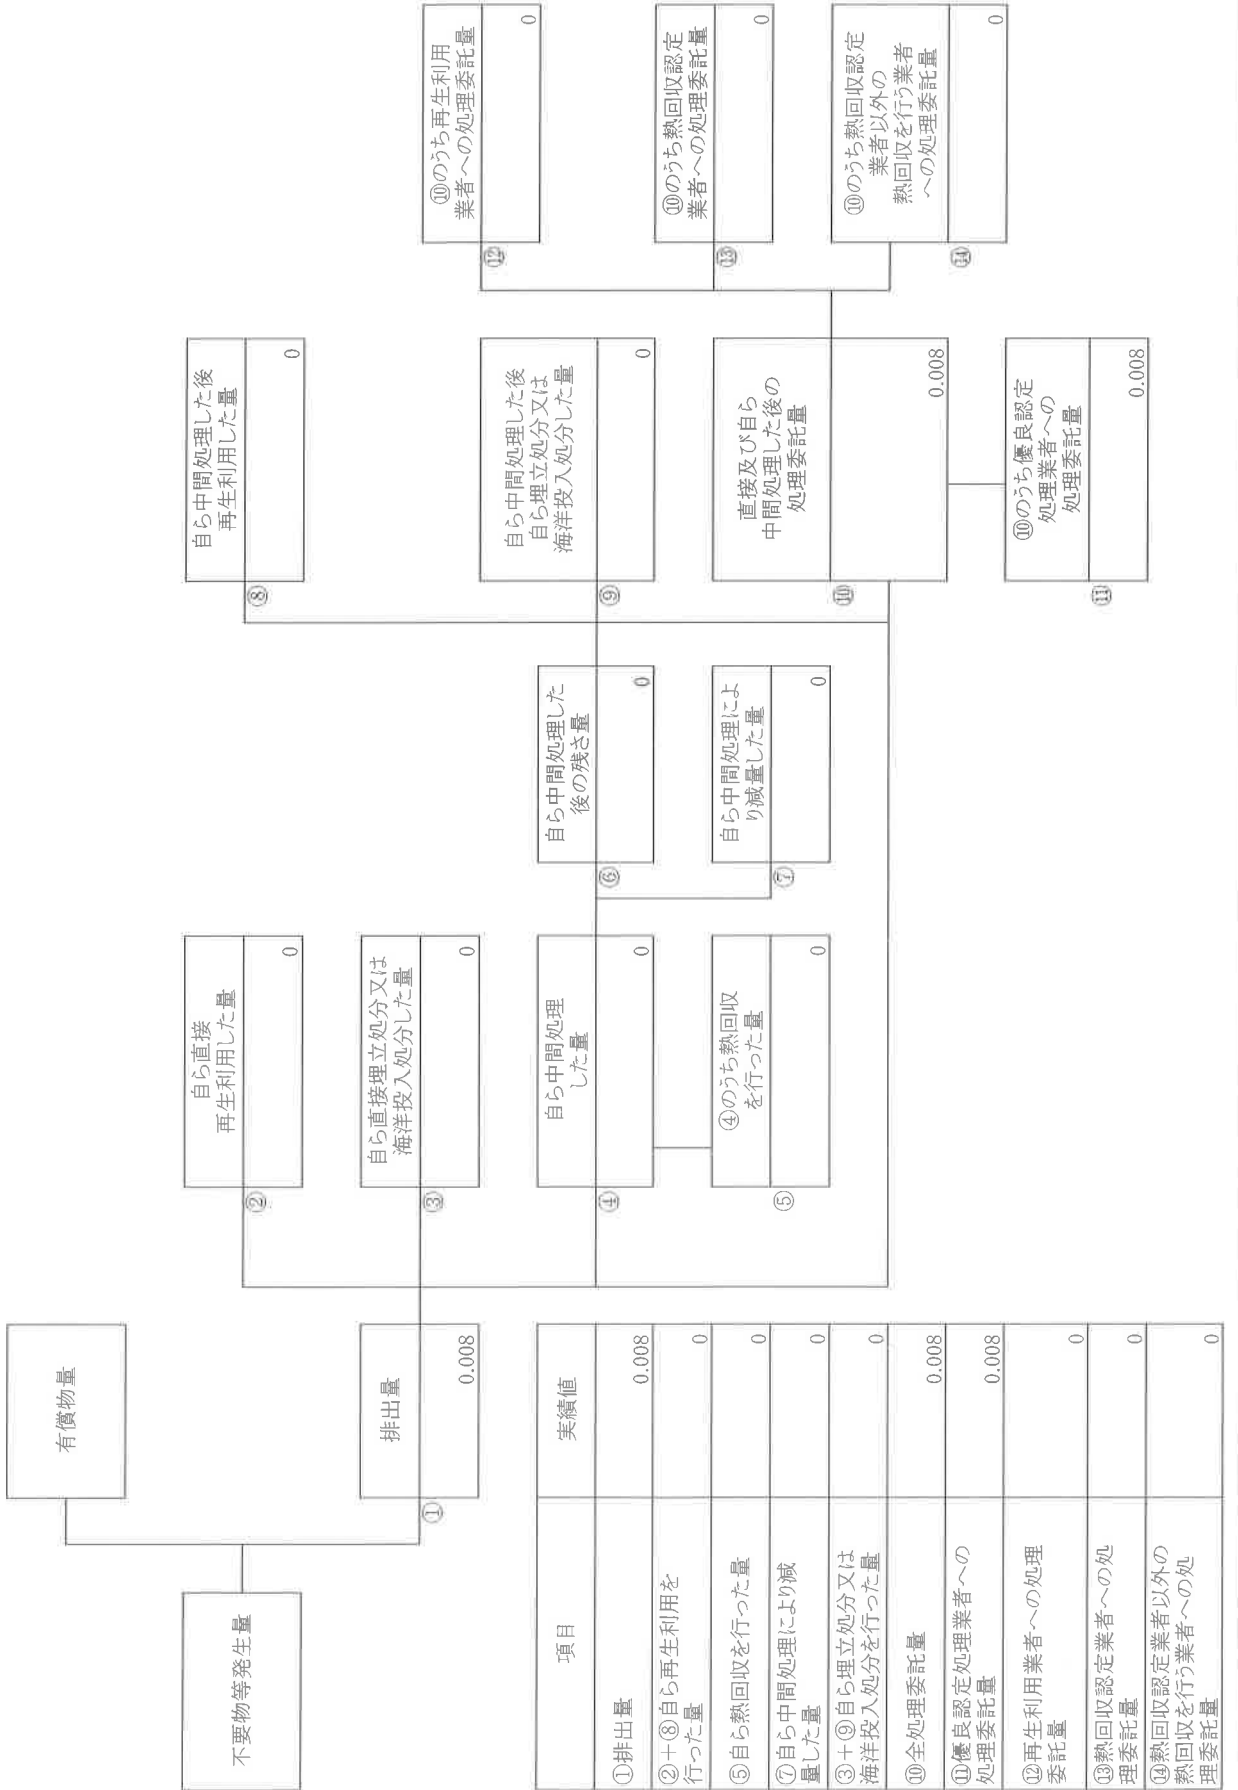 不要物等発生量
有償物量
①
排出量
0.008
②
自ら直接
再生利用した量
0
③
自ら直接埋立処分又は
海洋投入処分した量
0
④
自ら中間処理
した量
0
⑤
④のうち熱回収
を行った量
0
⑥
自ら中間処理した
後の残さ量
0
⑦
自ら中間処理によ
り減量した量
0
⑧
自ら中間処理した後
再生利用した量
0
⑨
自ら中間処理した後
自ら埋立処分又は
海洋投入処分した量
0
⑩
直接及び自ら
中間処理した後の
処理委託量
0.008
⑪
⑩のうち優良認定
処理業者への
処理委託量
0.008
⑫
⑩のうち再生利用
業者への処理委託量
0
⑬
⑩のうち熱回収認定
業者への処理委託量
0
⑭
⑩のうち熱回収認定
業者以外の
熱回収を行う業者
への処理委託量
0
項目
実績値
①排出量
0.008
②+⑧自ら再生利用を
行った量
0
⑤自ら熱回収を行った量
0
⑦自ら中間処理により減
量した量
0
③+⑨自ら埋立処分又は
海洋投入処分を行った量
0
⑩全処理委託量
0.008
⑪優良認定処理業者への
処理委託量
0.008
⑫再生利用業者への処理
委託量
0
⑬熱回収認定業者への処
理委託量
0
⑭熱回収認定業者以外の
熱回収を行う業者への処
理委託量
0